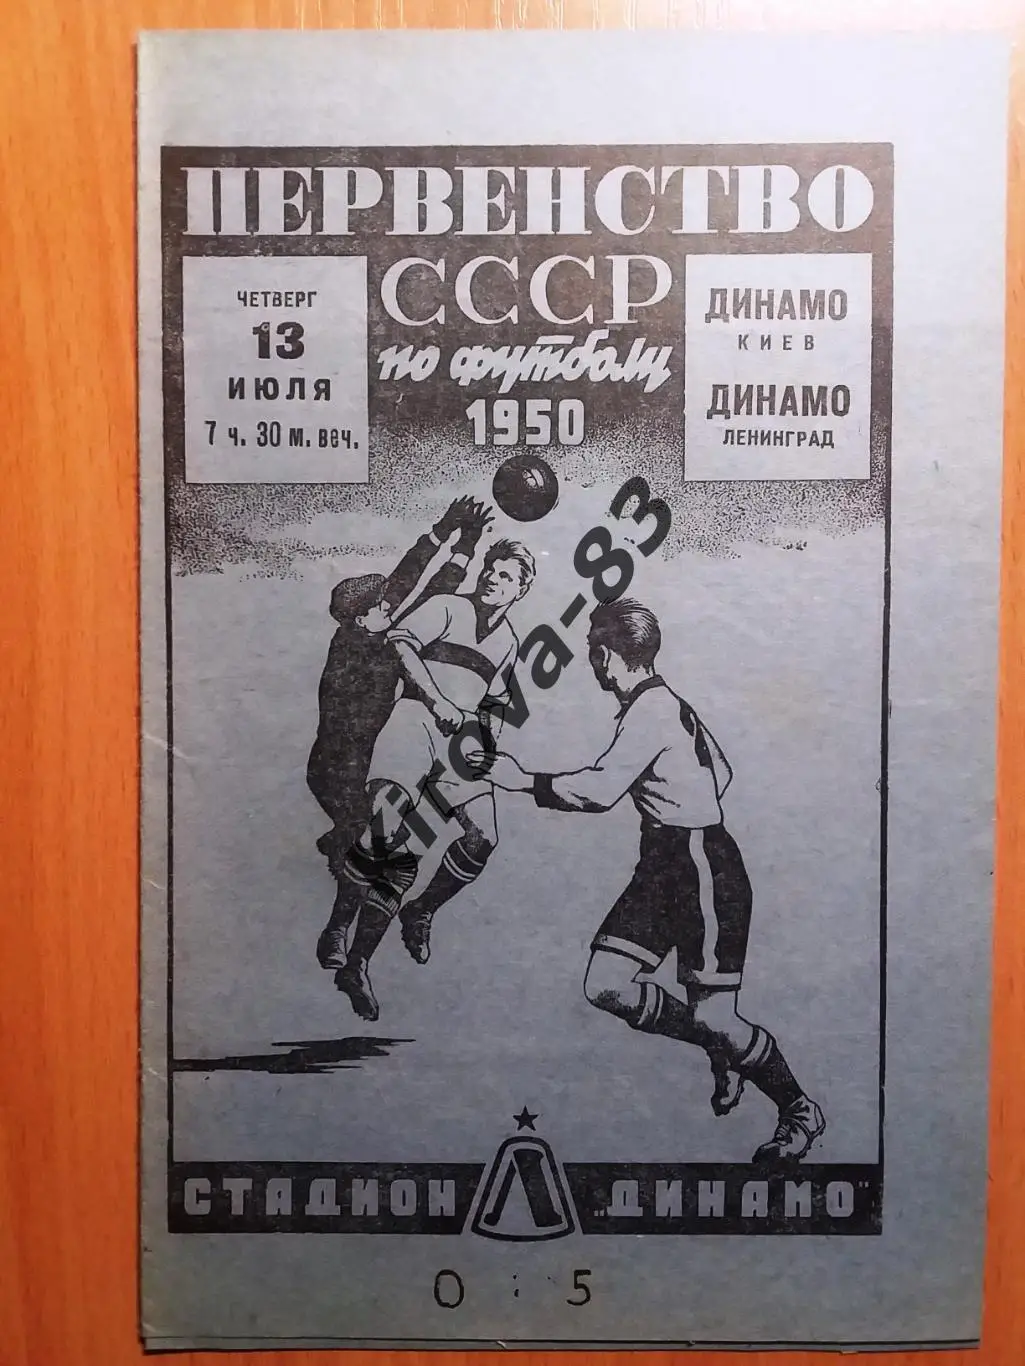 ПЕРВЕНСТВО
СССР
по футболу
1950
ЧЕТВЕРГ
13
ИЮЛЯ
7 ч. 30 м. веч.
ДИНАМО
КИЕВ
ДИНАМО
ЛЕНИНГРАД
Kirova-83
Л
СТАДИОН „ДИНАМО"
0 : 5